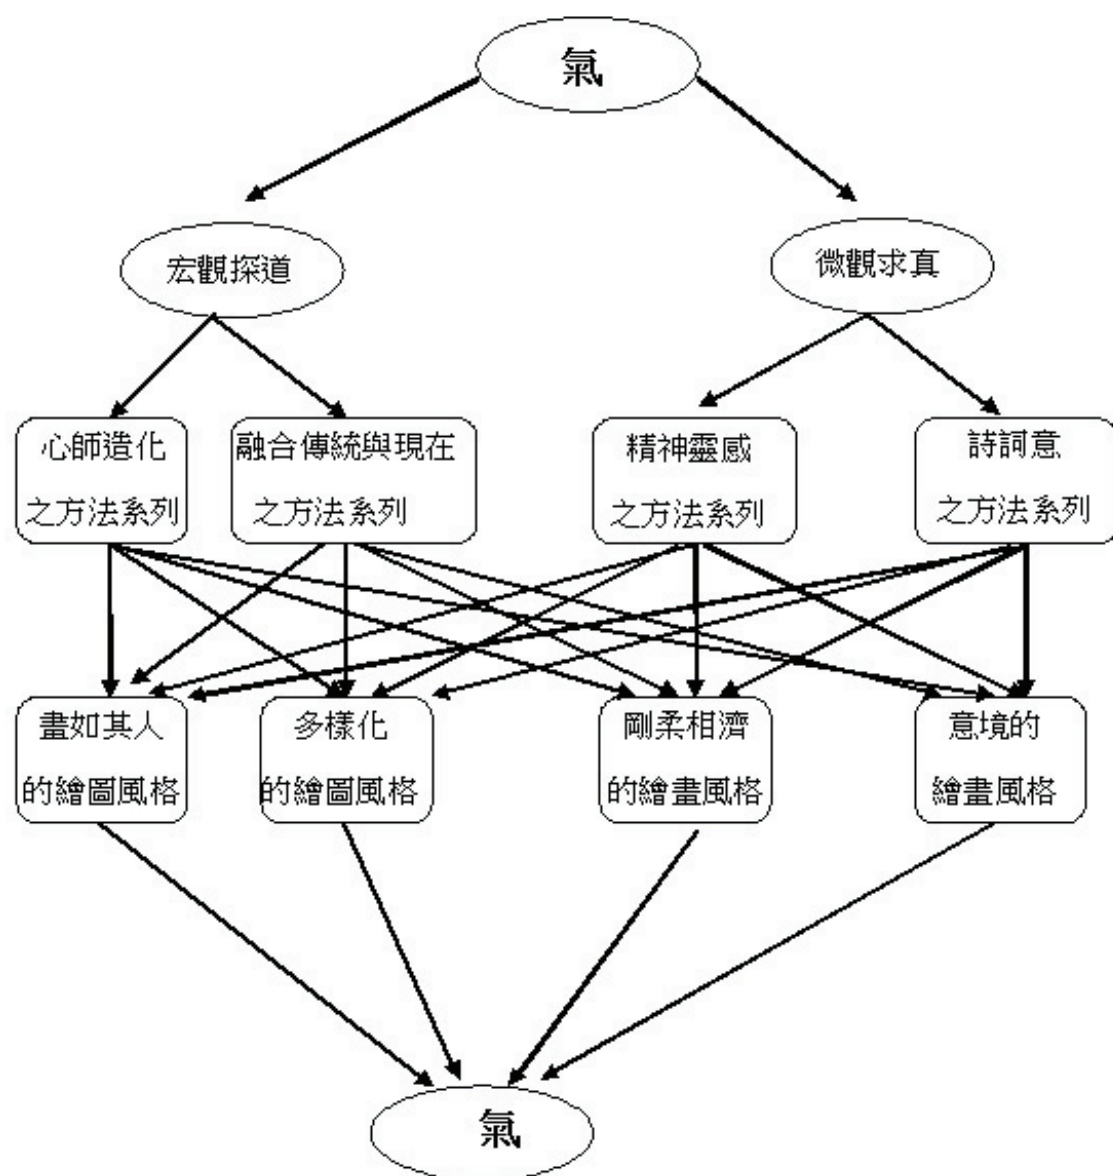 氣
宏觀探道
微觀求真
心師造化
之方法系列
融合傳統與現在
之方法系列
精神靈感
之方法系列
詩詞意
之方法系列
畫如其人
的繪圖風格
多樣化
的繪圖風格
剛柔相濟
的繪畫風格
意境的
繪畫風格
氣